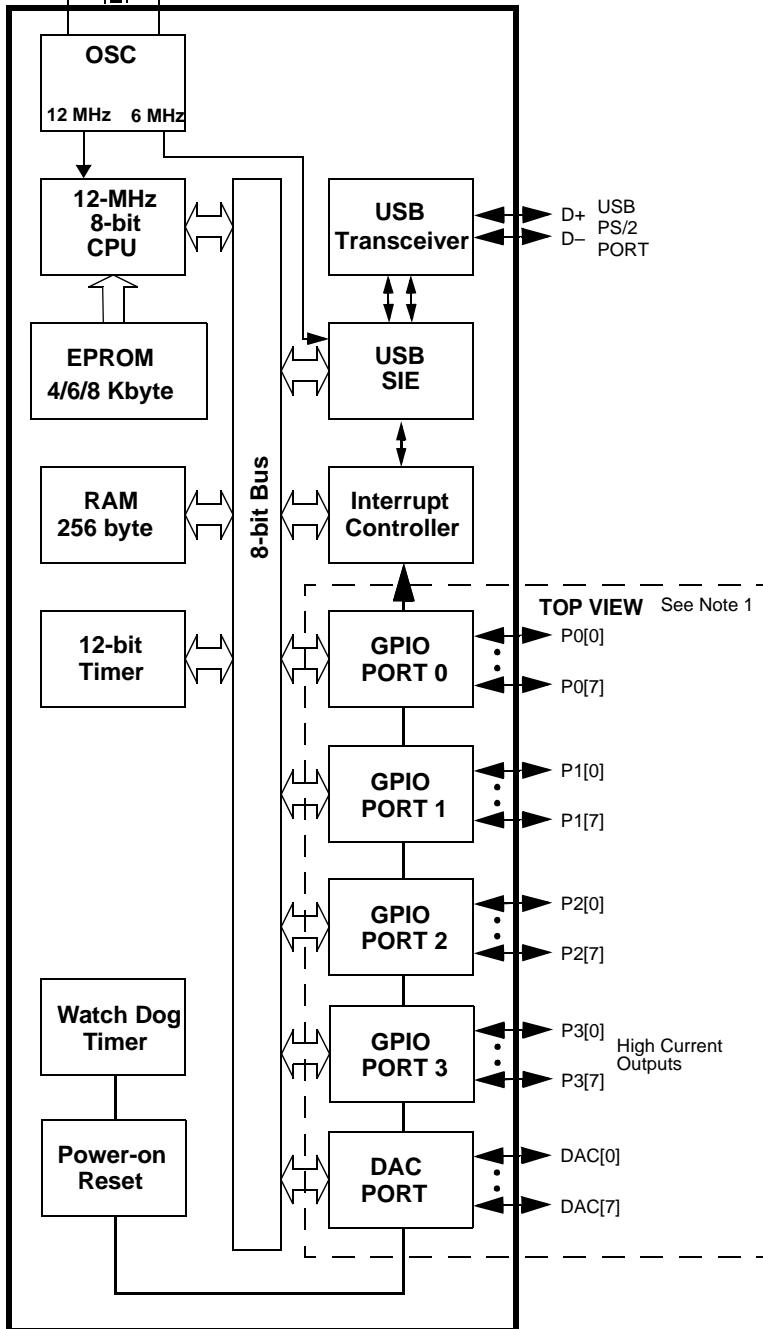 OSC
12 MHz 6 MHz
12-MHz
8-bit
CPU
USB
Transceiver
D+
D–
USB
PS/2
PORT
EPROM
4/6/8 Kbyte
USB
SIE
8-bit Bus
RAM
256 byte
Interrupt
Controller
TOP VIEW See Note 1
12-bit
Timer
GPIO
PORT 0
P0[0]
P0[7]
GPIO
PORT 1
P1[0]
P1[7]
GPIO
PORT 2
P2[0]
P2[7]
Watch Dog
Timer
GPIO
PORT 3
P3[0]
P3[7]
High Current
Outputs
Power-on
Reset
DAC
PORT
DAC[0]
DAC[7]